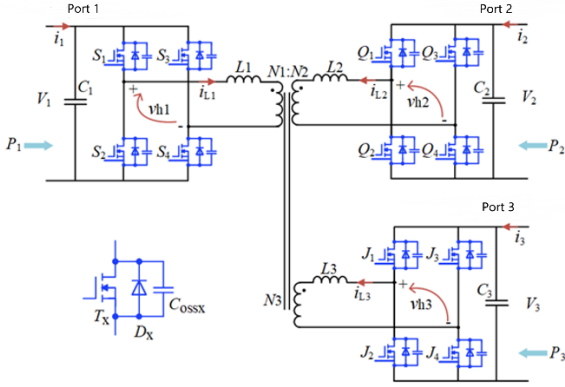 Port 1
Port 2
Port 3
i1
S1
S3
L1
N1:N2
L2
Q1
Q3
i2
V1
C1
+
vh1
-
iL1
iL2
+
vh2
-
C2
V2
P1
S2
S4
Q2
Q4
P2
i3
J1
J3
L3
N3
iL3
+
vh3
-
C3
V3
J2
J4
P3
Tx
Dx
Cossx